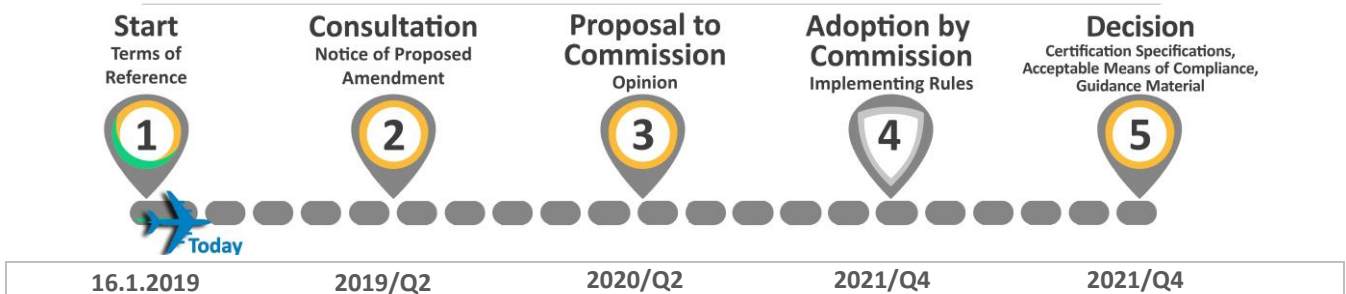 Start
Terms of
Reference
Consultation
Notice of Proposed
Amendment
Proposal to
Commission
Opinion
Adoption by
Commission
Implementing Rules
Decision
Certification Specifications,
Acceptable Means of Compliance,
Guidance Material
1
2
3
4
5
Today
16.1.2019
2019/Q2
2020/Q2
2021/Q4
2021/Q4